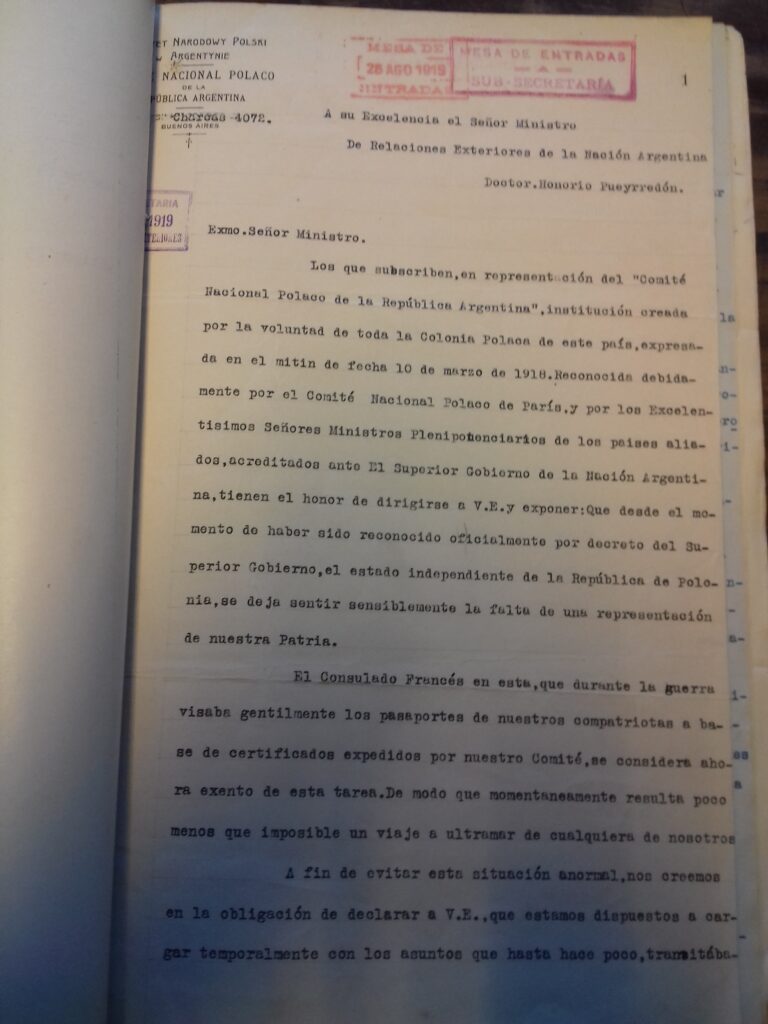 NARODOWY POLSKI
ARGENTYNIE
NACIONAL POLACO
DE LA
PÚBLICA ARGENTINA
Charcas 4072.
BUENOS AIRES
MESA DE
28 AGO 1919
ENTRADAS
MESA DE ENTRADAS
— A —
SUB-SECRETARÍA
1
A su Excelencia el Señor Ministro
De Relaciones Exteriores de la Nación Argentina
Doctor.Honorio Pueyrredón.
TARIA
1919
TERIORES
Exmo.Señor Ministro.
Los que subscriben,en representación del "Comité
Nacional Polaco de la República Argentina",institución creada
por la voluntad de toda la Colonia Polaca de este país,expresa-
da en el mitin de fecha 10 de marzo de 1918.Reconocida debida-
mente por el Comité Nacional Polaco de París,y por los Excelen-
tisimos Señores Ministros Plenipotenciarios de los paises alia-
dos,acreditados ante El Superior Gobierno de la Nación Argenti-
na,tienen el honor de dirigirse a V.E.y exponer:Que desde el mo-
mento de haber sido reconocido oficialmente por decreto del Su-
perior Gobierno,el estado independiente de la República de Polo-
nia,se deja sentir sensiblemente la falta de una representación
de nuestra Patria.
El Consulado Francés en esta,que durante la guerra
visaba gentilmente los pasaportes de nuestros compatriotas a ba-
se de certificados expedidos por nuestro Comité,se considera aho-
ra exento de esta tarea.De modo que momentaneamente resulta poco
menos que imposible un viaje a ultramar de cualquiera de nosotros
A fin de evitar esta situación anormal,nos creemos
en la obligación de declarar a V.E.,que estamos dispuestos a car-
gar temporalmente con los asuntos que hasta hace poco,tramitába-